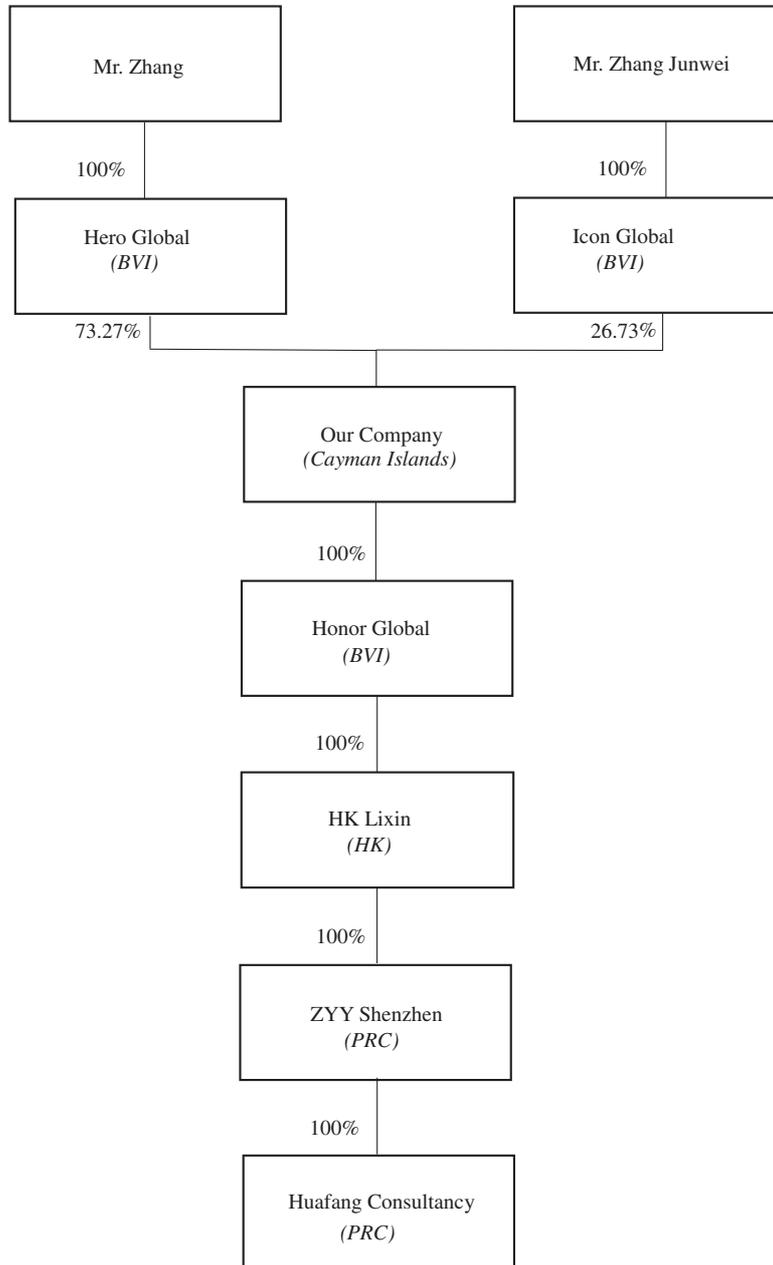 Mr. Zhang
Mr. Zhang Junwei
100%
100%
Hero Global
(BVI)
Icon Global
(BVI)
73.27%
26.73%
Our Company
(Cayman Islands)
100%
Honor Global
(BVI)
100%
HK Lixin
(HK)
100%
ZYY Shenzhen
(PRC)
100%
Huafang Consultancy
(PRC)